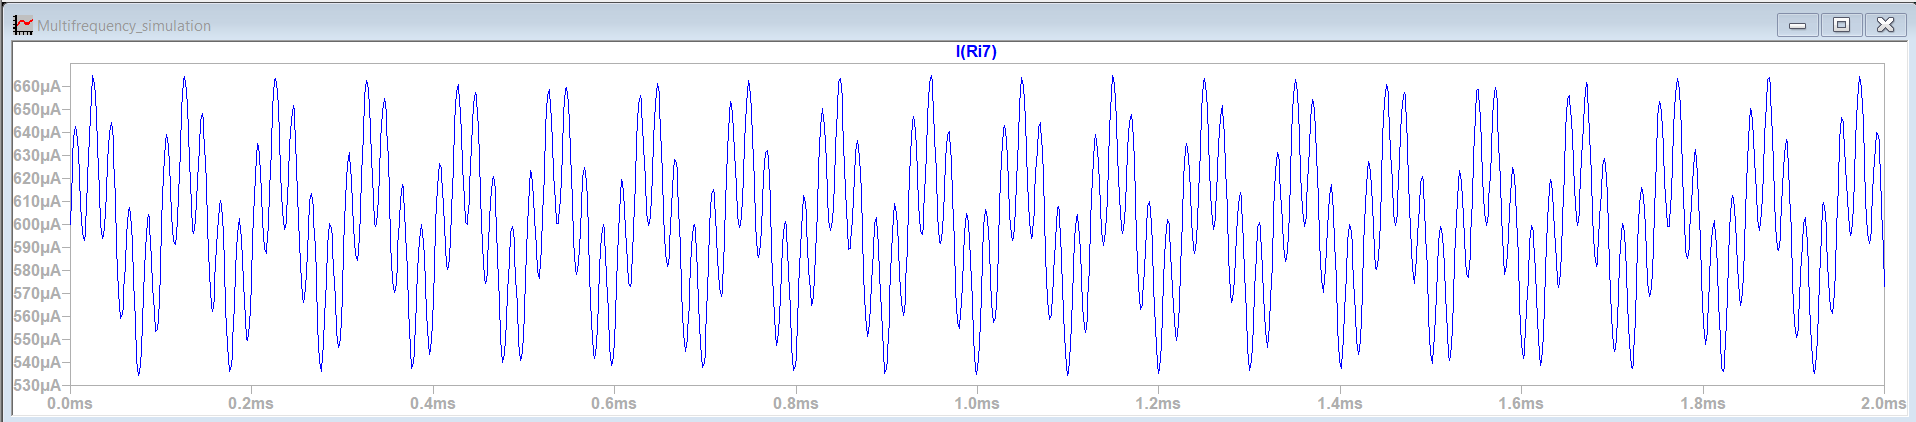 Multifrequency_simulation
I(Ri7)
660µA
650µA
640µA
630µA
620µA
610µA
600µA
590µA
580µA
570µA
560µA
550µA
540µA
530µA
0.0ms 0.2ms 0.4ms 0.6ms 0.8ms 1.0ms 1.2ms 1.4ms 1.6ms 1.8ms 2.0ms